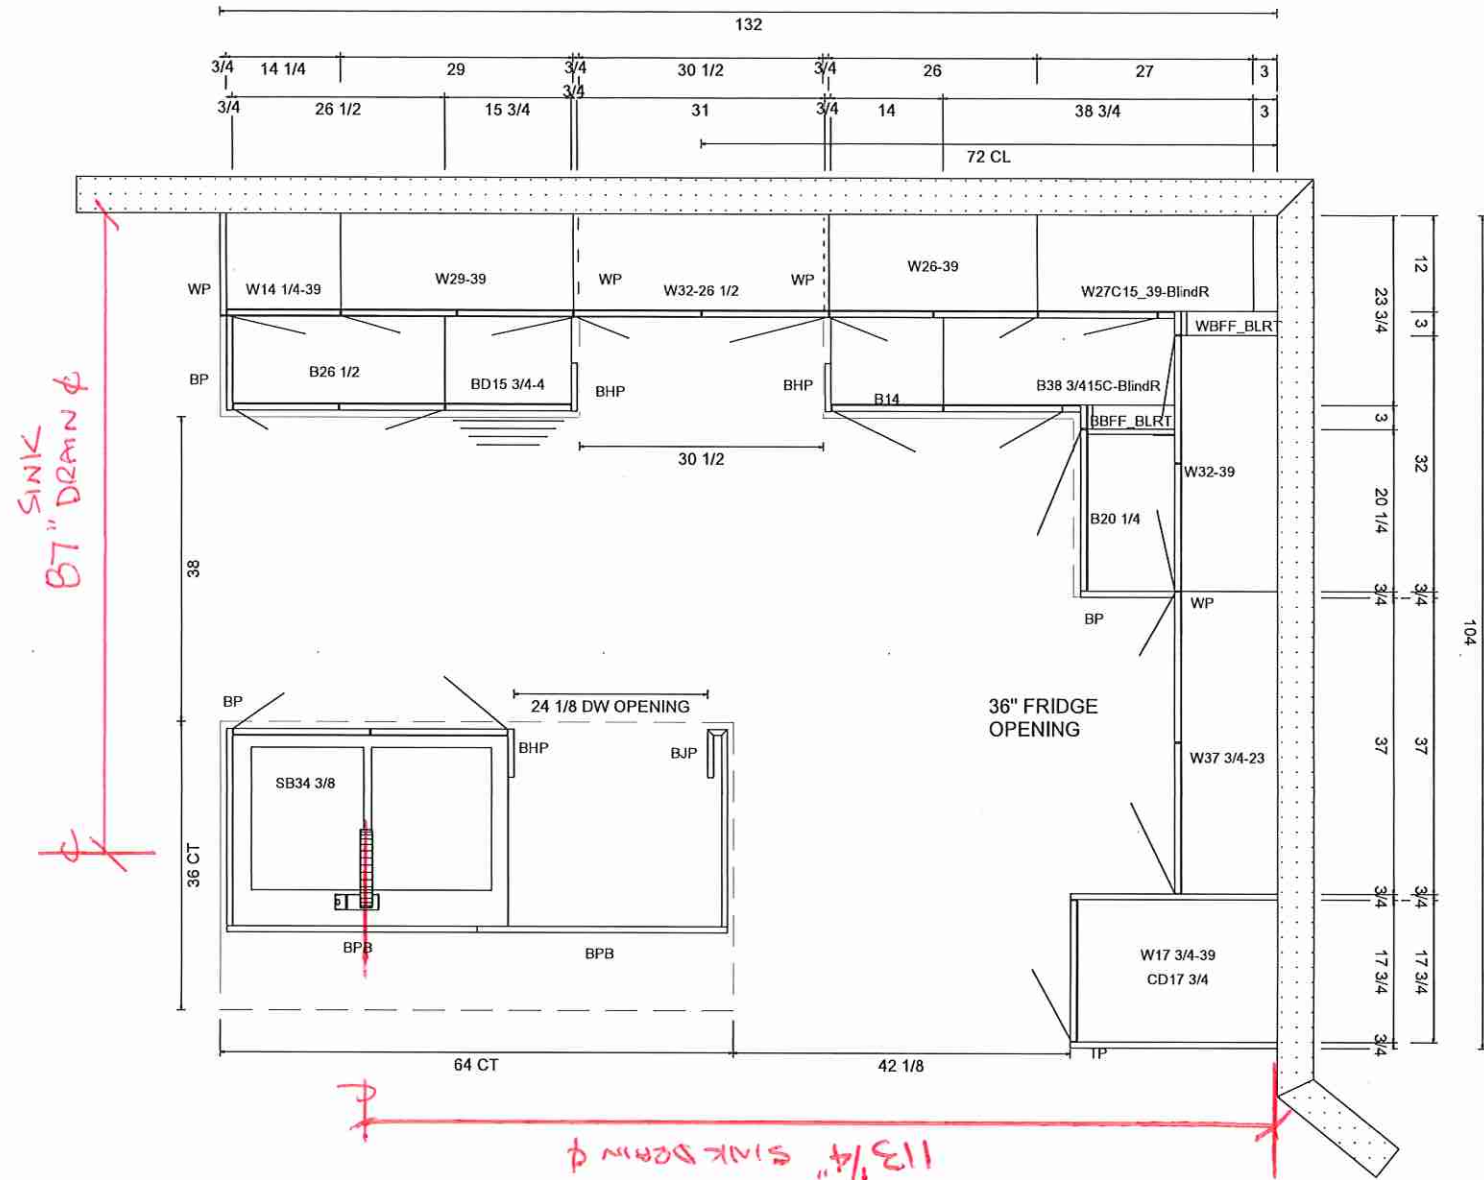 132
3/4 14 1/4 29 3/4 30 1/2 3/4 26 27 3
3/4
3/4 26 1/2 15 3/4 31 3/4 14 38 3/4 3
72 CL
WP W14 1/4-39 W29-39 WP W32-26 1/2 WP W26-39 W27C15_39-BlindR
WBFF_BLRT
BP B26 1/2 BD15 3/4-4 BHP BHP B14 B38 3/415C-BlindR
BBFF_BLRT
30 1/2
W32-39
B20 1/4
BP WP
38
SINK
87" DRAIN ℄
12
23 3/4
3
3
32
20 1/4
3/4 3/4
104
37 37
3/4 3/4
17 3/4 17 3/4
3/4
BP 24 1/8 DW OPENING
36" FRIDGE
OPENING
BHP BJP
W37 3/4-23
SB34 3/8
36 CT
℄
BPB BPB
W17 3/4-39
CD17 3/4
TP
64 CT 42 1/8
℄
113 1/4" SINK DRAIN ℄